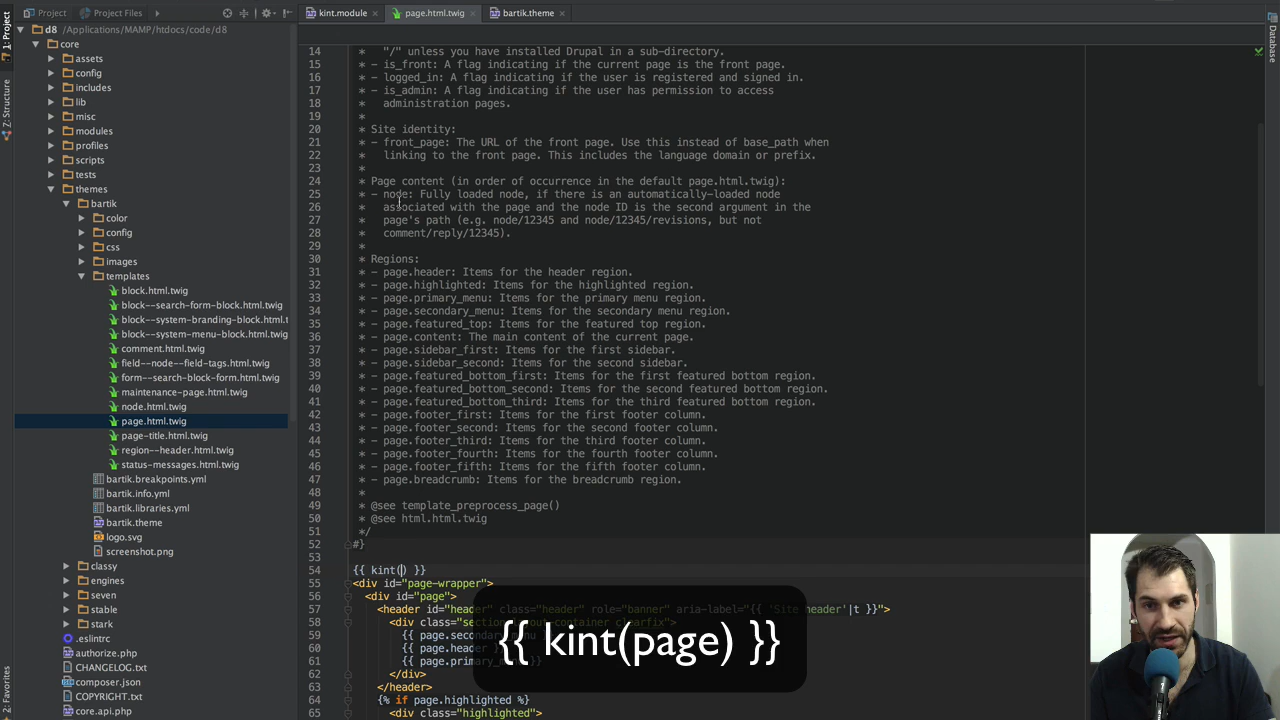 Project
Project Files
kint.module
page.html.twig
bartik.theme
1: Project
7: Structure
2: Favorites
Database
d8 /Applications/MAMP/htdocs/code/d8
core
assets
config
includes
lib
misc
modules
profiles
scripts
tests
themes
bartik
color
config
css
images
templates
block.html.twig
block--search-form-block.html.twig
block--system-branding-block.html.t
block--system-menu-block.html.twig
comment.html.twig
field--node--field-tags.html.twig
form--search-block-form.html.twig
maintenance-page.html.twig
node.html.twig
page.html.twig
page-title.html.twig
region--header.html.twig
status-messages.html.twig
bartik.breakpoints.yml
bartik.info.yml
bartik.libraries.yml
bartik.theme
logo.svg
screenshot.png
classy
engines
seven
stable
stark
.eslintrc
authorize.php
CHANGELOG.txt
composer.json
COPYRIGHT.txt
core.api.php
14 * "/" unless you have installed Drupal in a sub-directory.
15 * - is_front: A flag indicating if the current page is the front page.
16 * - logged_in: A flag indicating if the user is registered and signed in.
17 * - is_admin: A flag indicating if the user has permission to access
18 * administration pages.
19 *
20 * Site identity:
21 * - front_page: The URL of the front page. Use this instead of base_path when
22 * linking to the front page. This includes the language domain or prefix.
23 *
24 * Page content (in order of occurrence in the default page.html.twig):
25 * - node: Fully loaded node, if there is an automatically-loaded node
26 * associated with the page and the node ID is the second argument in the
27 * page's path (e.g. node/12345 and node/12345/revisions, but not
28 * comment/reply/12345).
29 *
30 * Regions:
31 * - page.header: Items for the header region.
32 * - page.highlighted: Items for the highlighted region.
33 * - page.primary_menu: Items for the primary menu region.
34 * - page.secondary_menu: Items for the secondary menu region.
35 * - page.featured_top: Items for the featured top region.
36 * - page.content: The main content of the current page.
37 * - page.sidebar_first: Items for the first sidebar.
38 * - page.sidebar_second: Items for the second sidebar.
39 * - page.featured_bottom_first: Items for the first featured bottom region.
40 * - page.featured_bottom_second: Items for the second featured bottom region.
41 * - page.featured_bottom_third: Items for the third featured bottom region.
42 * - page.footer_first: Items for the first footer column.
43 * - page.footer_second: Items for the second footer column.
44 * - page.footer_third: Items for the third footer column.
45 * - page.footer_fourth: Items for the fourth footer column.
46 * - page.footer_fifth: Items for the fifth footer column.
47 * - page.breadcrumb: Items for the breadcrumb region.
48 *
49 * @see template_preprocess_page()
50 * @see html.html.twig
51 */
52 #}
53
54 {{ kint() }}
55 <div id="page-wrapper">
56 <div id="page">
57 <header id="header" class="header" role="banner" aria-label="{{ 'Site header'|t }}">
58 <div class="section layout-container clearfix">
59 {{ page.secondary_menu }}
60 {{ page.header }}
61 {{ page.primary_menu }}
62 </div>
63 </header>
64 {% if page.highlighted %}
65 <div class="highlighted">
{{ kint(page) }}